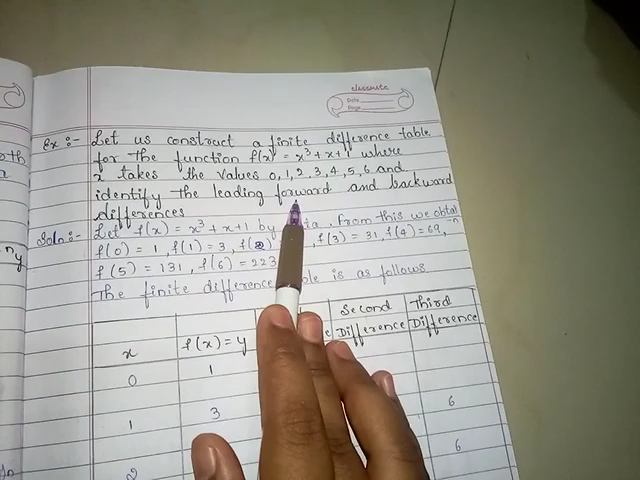 classmate
Date
Page
Ex :- Let us construct a finite difference table
for the function f(x) = x³ + x + 1 where
x takes the values 0, 1, 2, 3, 4, 5, 6 and
identify the leading forward and backward
differences
Soln:- Let f(x) = x³ + x + 1 by From this we obtai
-n
f(0) = 1, f(1) = 3, f(2) , f(3) = 31, f(4) = 69,
f(5) = 131, f(6) = 223
The finite difference is as follows
x f(x) = y Second Difference Third Difference
0 1
1 3 6
6
2